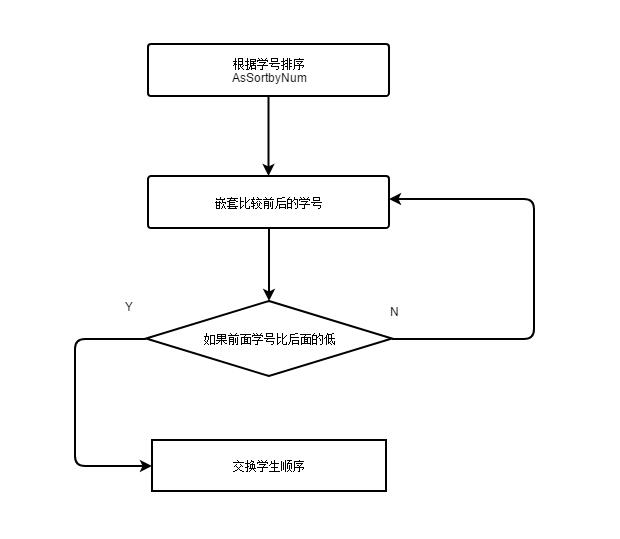 根据学号排序
AsSortbyNum
嵌套比较前后的学号
Y
N
如果前面学号比后面的低
交换学生顺序